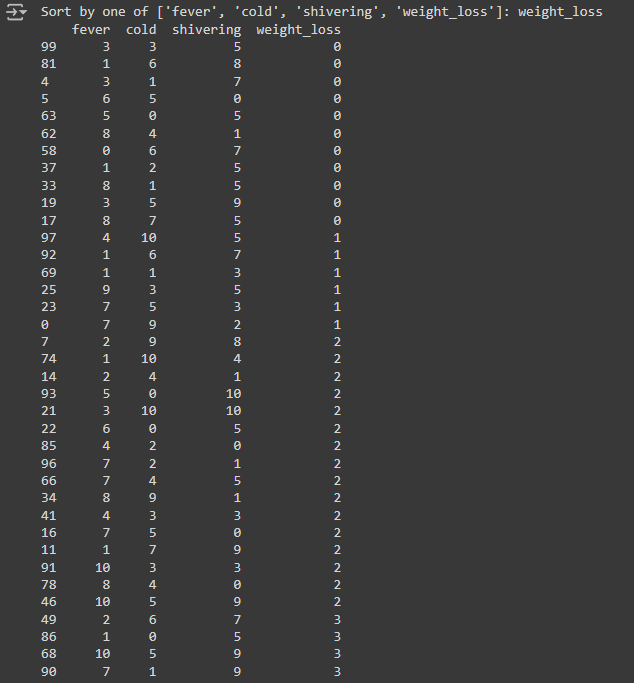 Sort by one of ['fever', 'cold', 'shivering', 'weight_loss']: weight_loss
fever cold shivering weight_loss
99 3 3 5 0
81 1 6 8 0
4 3 1 7 0
5 6 5 0 0
63 5 0 5 0
62 8 4 1 0
58 0 6 7 0
37 1 2 5 0
33 8 1 5 0
19 3 5 9 0
17 8 7 5 0
97 4 10 5 1
92 1 6 7 1
69 1 1 3 1
25 9 3 5 1
23 7 5 3 1
0 7 9 2 1
7 2 9 8 2
74 1 10 4 2
14 2 4 1 2
93 5 0 10 2
21 3 10 10 2
22 6 0 5 2
85 4 2 0 2
96 7 2 1 2
66 7 4 5 2
34 8 9 1 2
41 4 3 3 2
16 7 5 0 2
11 1 7 9 2
91 10 3 3 2
78 8 4 0 2
46 10 5 9 2
49 2 6 7 3
86 1 0 5 3
68 10 5 9 3
90 7 1 9 3